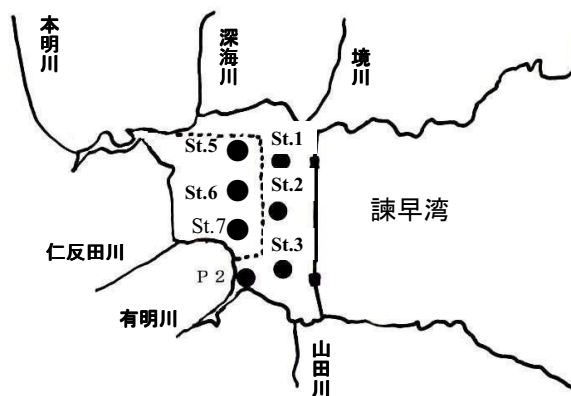 本明川
深海川
境川
St.5
St.1
St.6
St.2
St.7
St.3
諫早湾
仁反田川
P 2
有明川
山田川